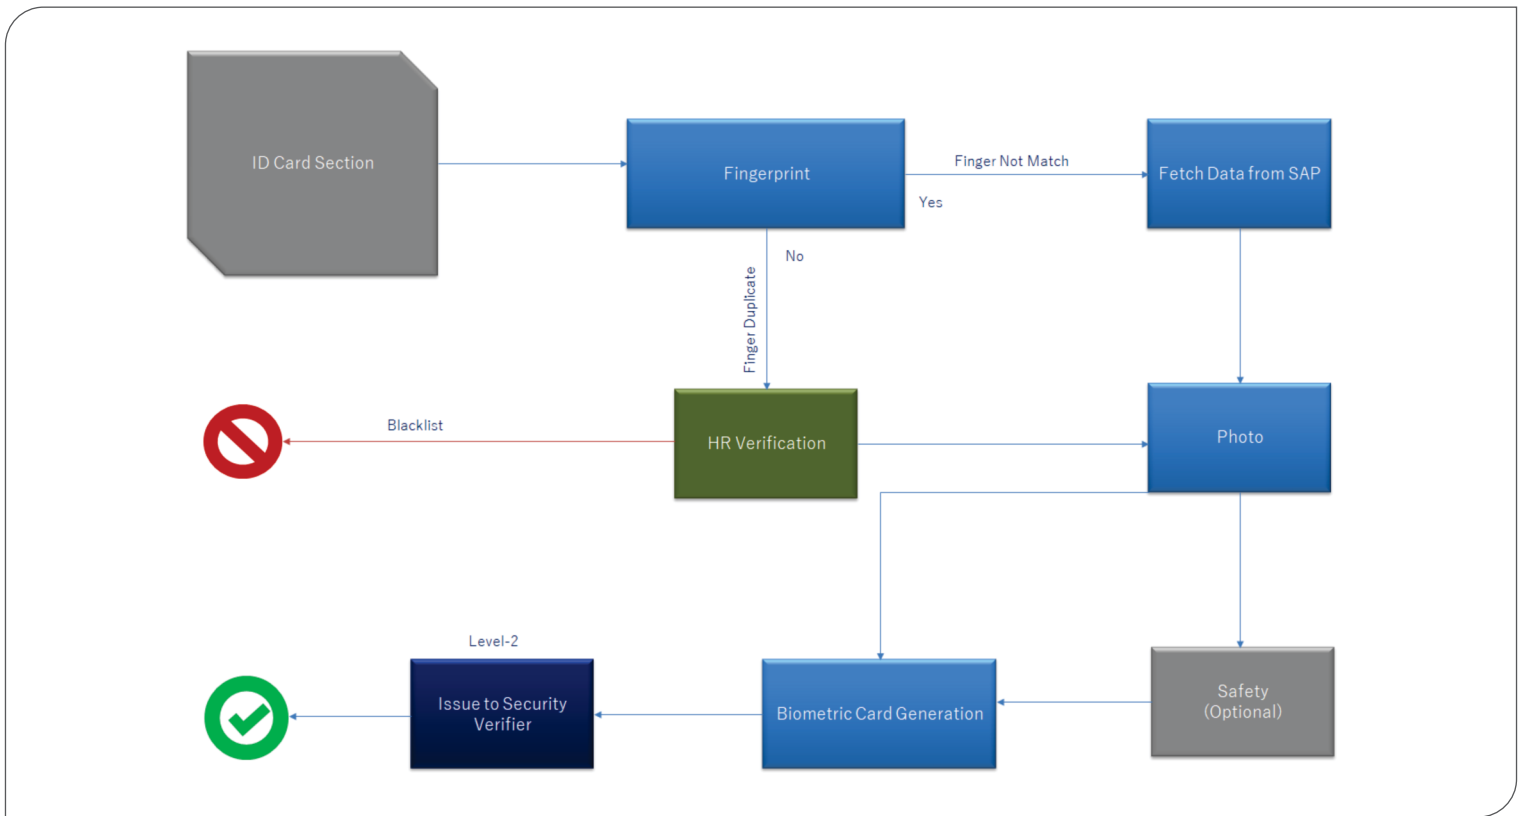 ID Card Section
Fingerprint
Finger Not Match
Yes
Fetch Data from SAP
No
Finger Duplicate
Blacklist
HR Verification
Photo
Level-2
Issue to Security
Verifier
Biometric Card Generation
Safety
(Optional)